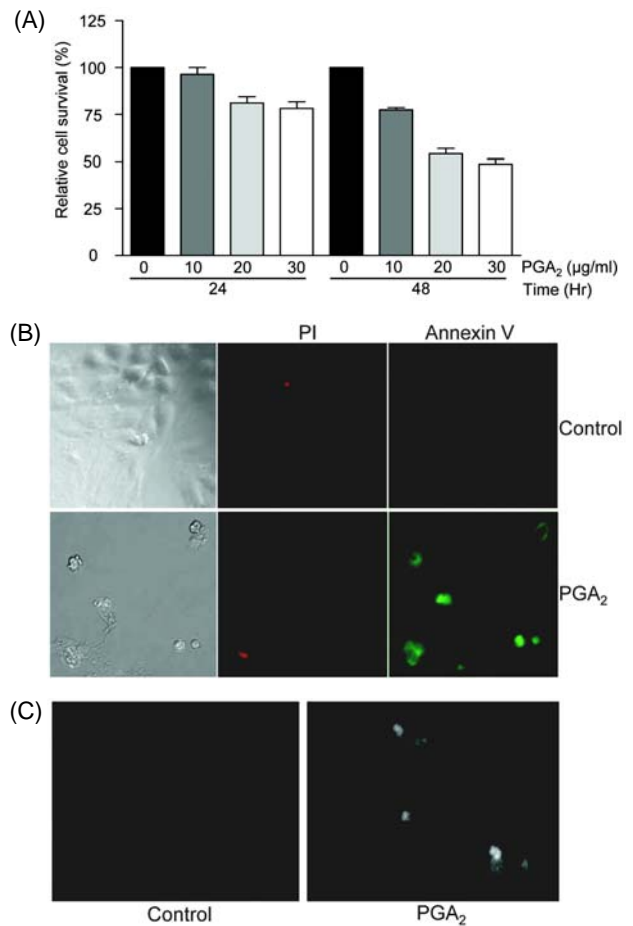 (A)
Relative cell survival (%)
125
100
75
50
25
0
0 10 20 30 0 10 20 30 PGA₂ (µg/ml)
24 48 Time (Hr)
(B)
PI Annexin V
Control
PGA₂
(C)
Control PGA₂